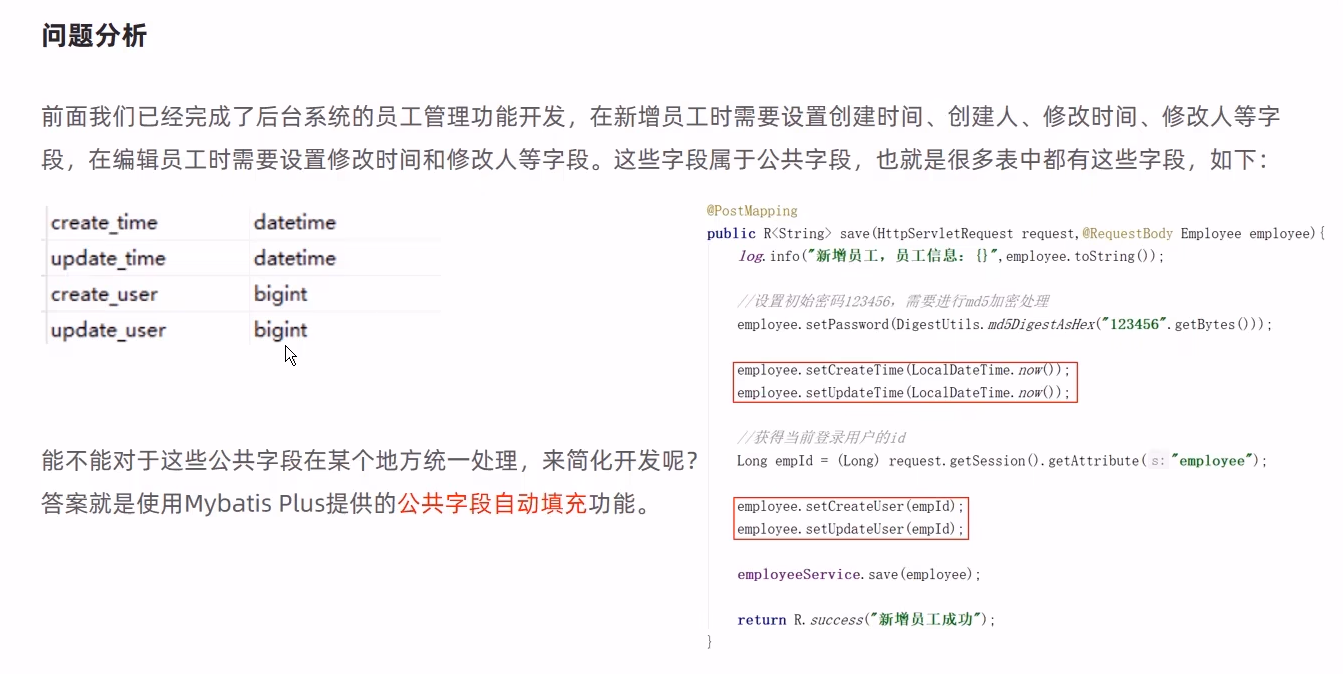 问题分析
前面我们已经完成了后台系统的员工管理功能开发，在新增员工时需要设置创建时间、创建人、修改时间、修改人等字
段，在编辑员工时需要设置修改时间和修改人等字段。这些字段属于公共字段，也就是很多表中都有这些字段，如下：
create_time datetime
update_time datetime
create_user bigint
update_user bigint
能不能对于这些公共字段在某个地方统一处理，来简化开发呢？
答案就是使用Mybatis Plus提供的公共字段自动填充功能。
@PostMapping
public R<String> save(HttpServletRequest request,@RequestBody Employee employee){
log.info("新增员工，员工信息：{}",employee.toString());
//设置初始密码123456，需要进行md5加密处理
employee.setPassword(DigestUtils.md5DigestAsHex("123456".getBytes()));
employee.setCreateTime(LocalDateTime.now());
employee.setUpdateTime(LocalDateTime.now());
//获得当前登录用户的id
Long empId = (Long) request.getSession().getAttribute( s: "employee");
employee.setCreateUser(empId);
employee.setUpdateUser(empId);
employeeService.save(employee);
return R.success("新增员工成功");
}